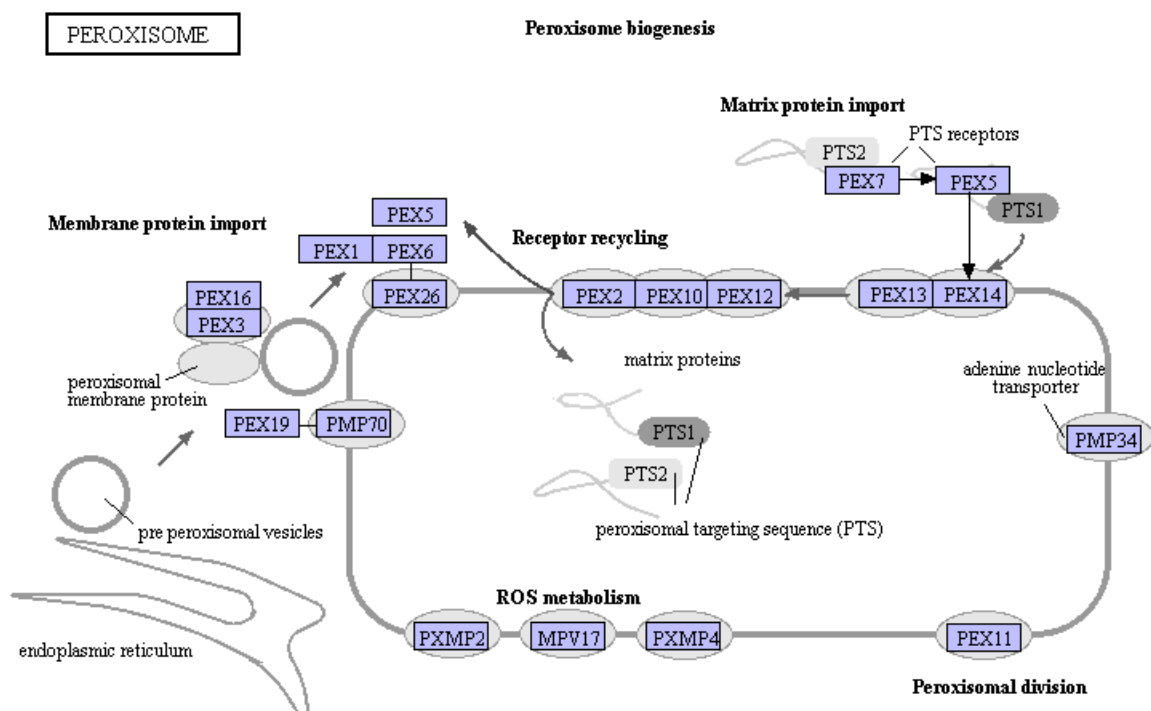 PEROXISOME
Peroxisome biogenesis
Matrix protein import
PTS receptors
PTS2
PEX7
PEX5
PTS1
Membrane protein import
PEX5
PEX1
PEX6
Receptor recycling
PEX16
PEX3
PEX26
PEX2
PEX10
PEX12
PEX13
PEX14
peroxisomal
membrane protein
matrix proteins
adenine nucleotide
transporter
PEX19
PMP70
PTS1
PMP34
PTS2
pre peroxisomal vesicles
peroxisomal targeting sequence (PTS)
ROS metabolism
endoplasmic reticulum
PXMP2
MPV17
PXMP4
PEX11
Peroxisomal division